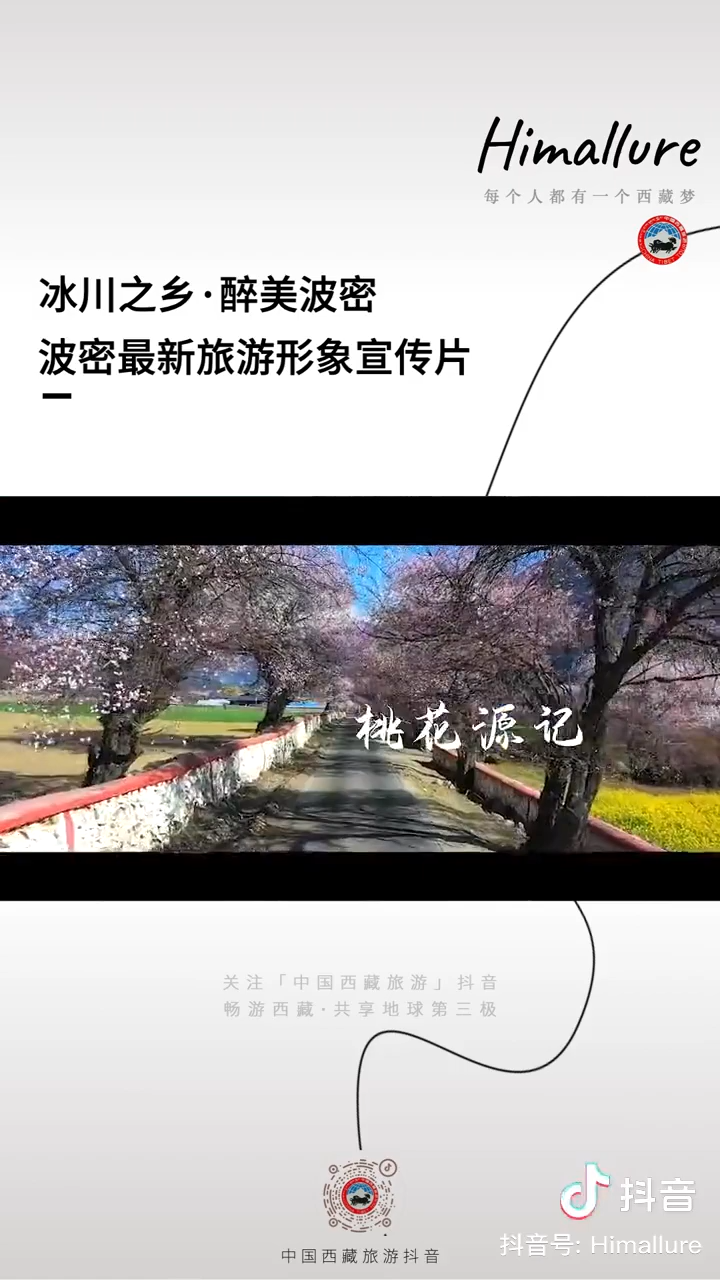 Himallure
每个人都有一个西藏梦
冰川之乡·醉美波密
波密最新旅游形象宣传片
桃花源记
关注「中国西藏旅游」抖音
畅游西藏·共享地球第三极
中国西藏旅游抖音
抖音
抖音号: Himallure